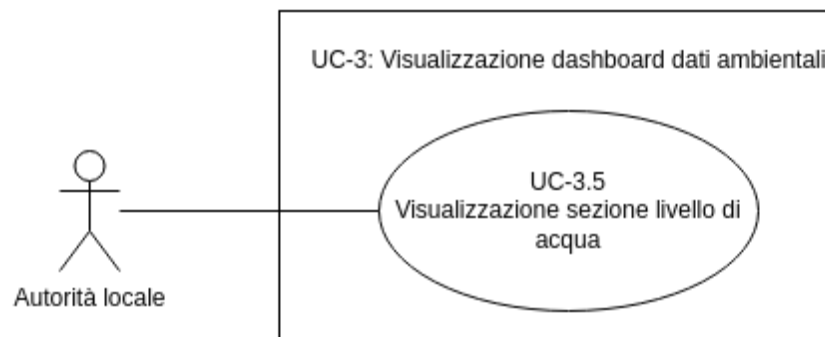 UC-3: Visualizzazione dashboard dati ambientali
UC-3.5
Visualizzazione sezione livello di
acqua
Autorità locale